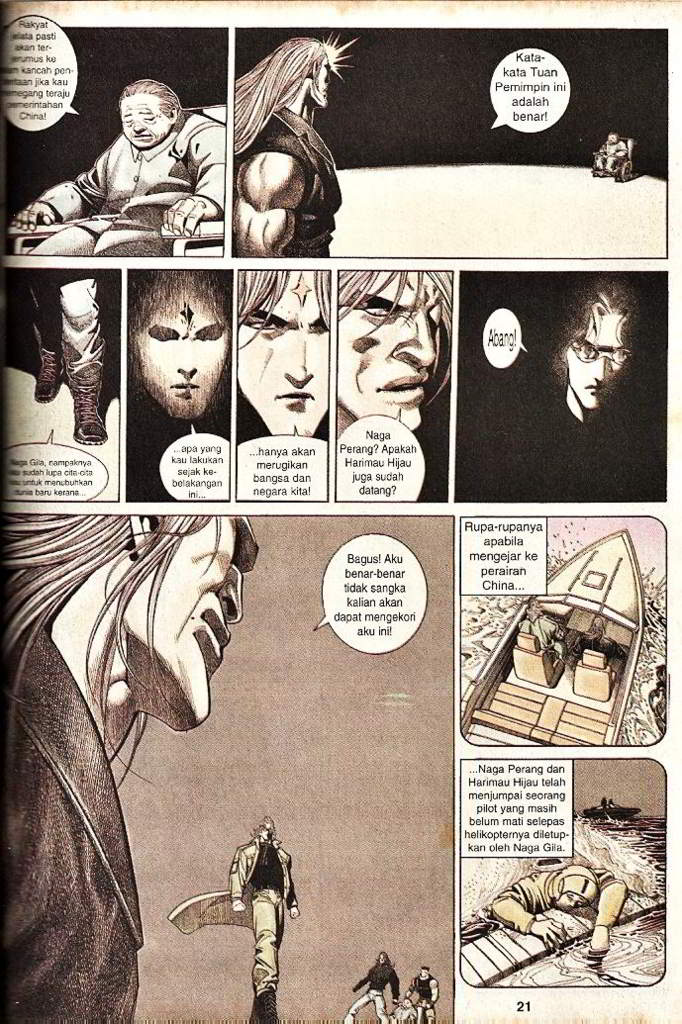 Rakyat
jelata pasti
akan ter-
jerumus ke
kancah pen-
jika kau
memegang teraju
pemerintahan
China!
Kata-
kata Tuan
Pemimpin ini
adalah
benar!
Naga Gila, nampaknya
sudah lupa cita-cita
untuk menubuhkan
dunia baru kerana...
...apa yang
kau lakukan
sejak ke-
belakangan
ini...
...hanya akan
merugikan
bangsa dan
negara kita!
Naga
Perang? Apakah
Harimau Hijau
juga sudah
datang?
Abang!
Bagus! Aku
benar-benar
tidak sangka
kalian akan
dapat mengekori
aku ini!
Rupa-rupanya
apabila
mengejar ke
perairan
China...
...Naga Perang dan
Harimau Hijau telah
menjumpai seorang
pilot yang masih
belum mati selepas
helikopternya diletup-
kan oleh Naga Gila.
21